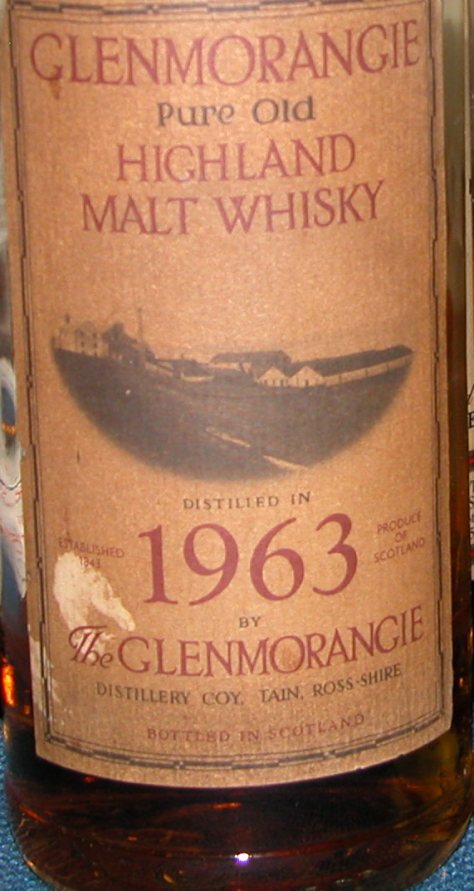 GLENMORANGIE
Pure Old
HIGHLAND
MALT WHISKY
DISTILLED IN
ESTABLISHED
1843
1963
PRODUCE
OF
SCOTLAND
BY
The GLENMORANGIE
DISTILLERY COY, TAIN, ROSS-SHIRE
BOTTLED IN SCOTLAND